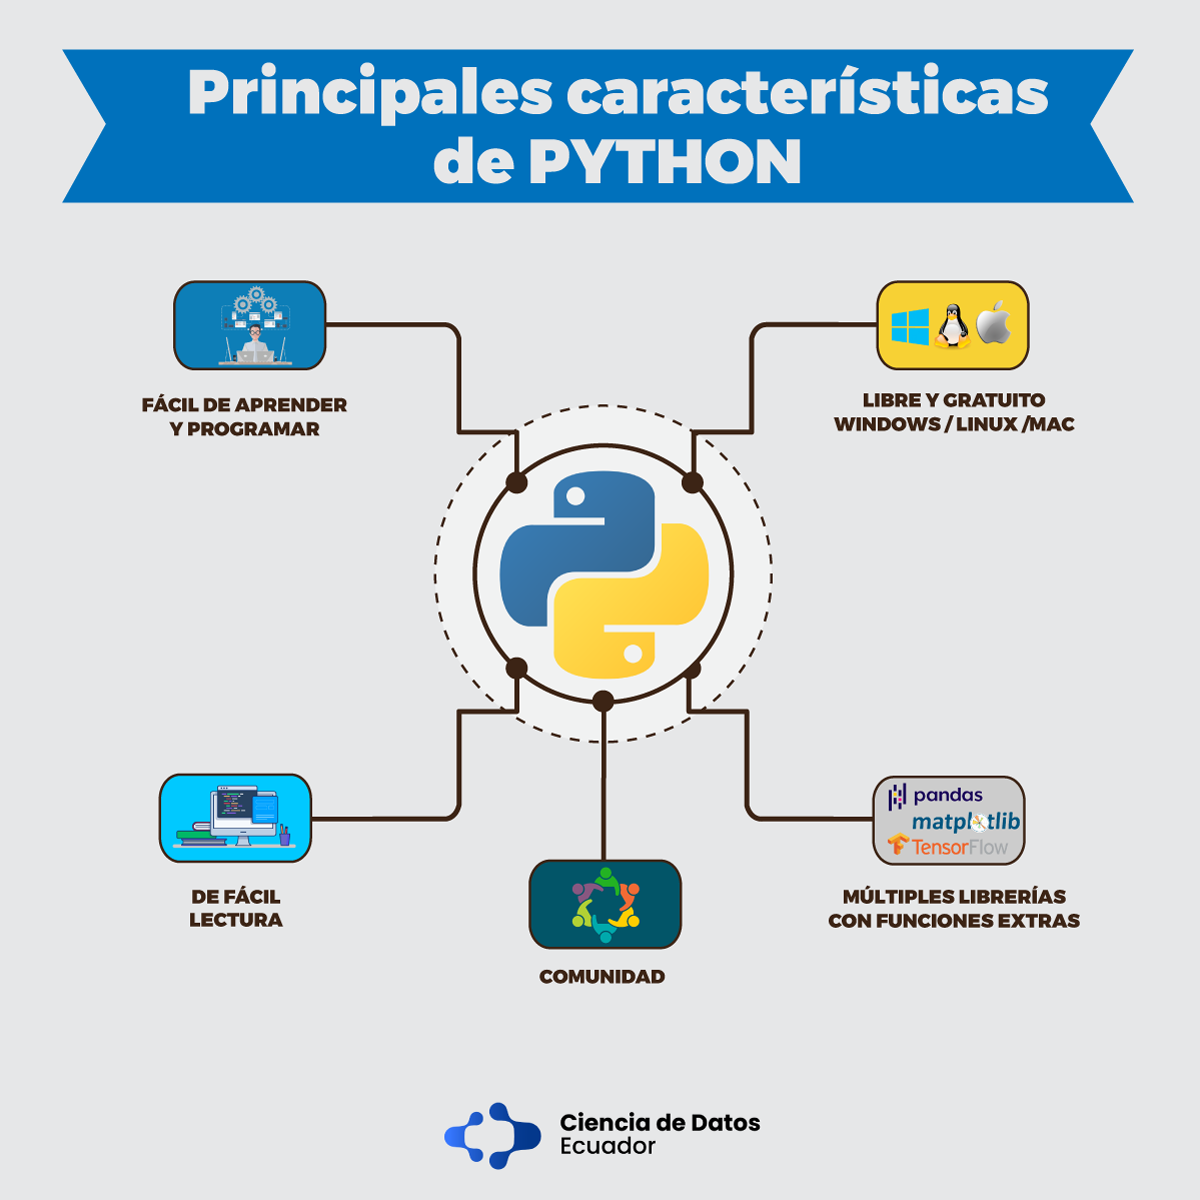 Principales características
de PYTHON
FÁCIL DE APRENDER
Y PROGRAMAR
LIBRE Y GRATUITO
WINDOWS / LINUX /MAC
DE FÁCIL
LECTURA
COMUNIDAD
pandas
matplotlib
TensorFlow
MÚLTIPLES LIBRERÍAS
CON FUNCIONES EXTRAS
Ciencia de Datos
Ecuador